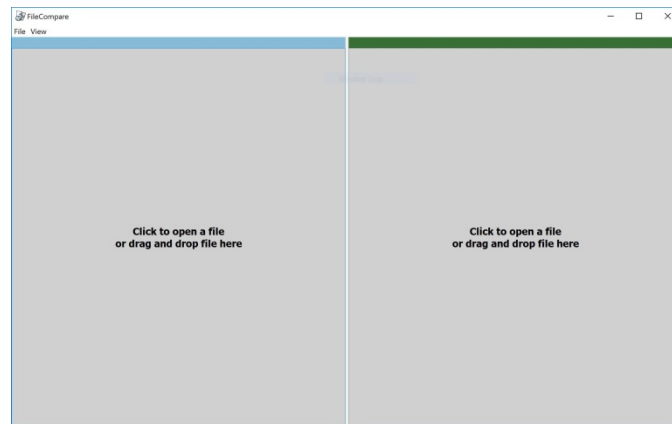 FileCompare
File View
Click to open a file
or drag and drop file here
Click to open a file
or drag and drop file here